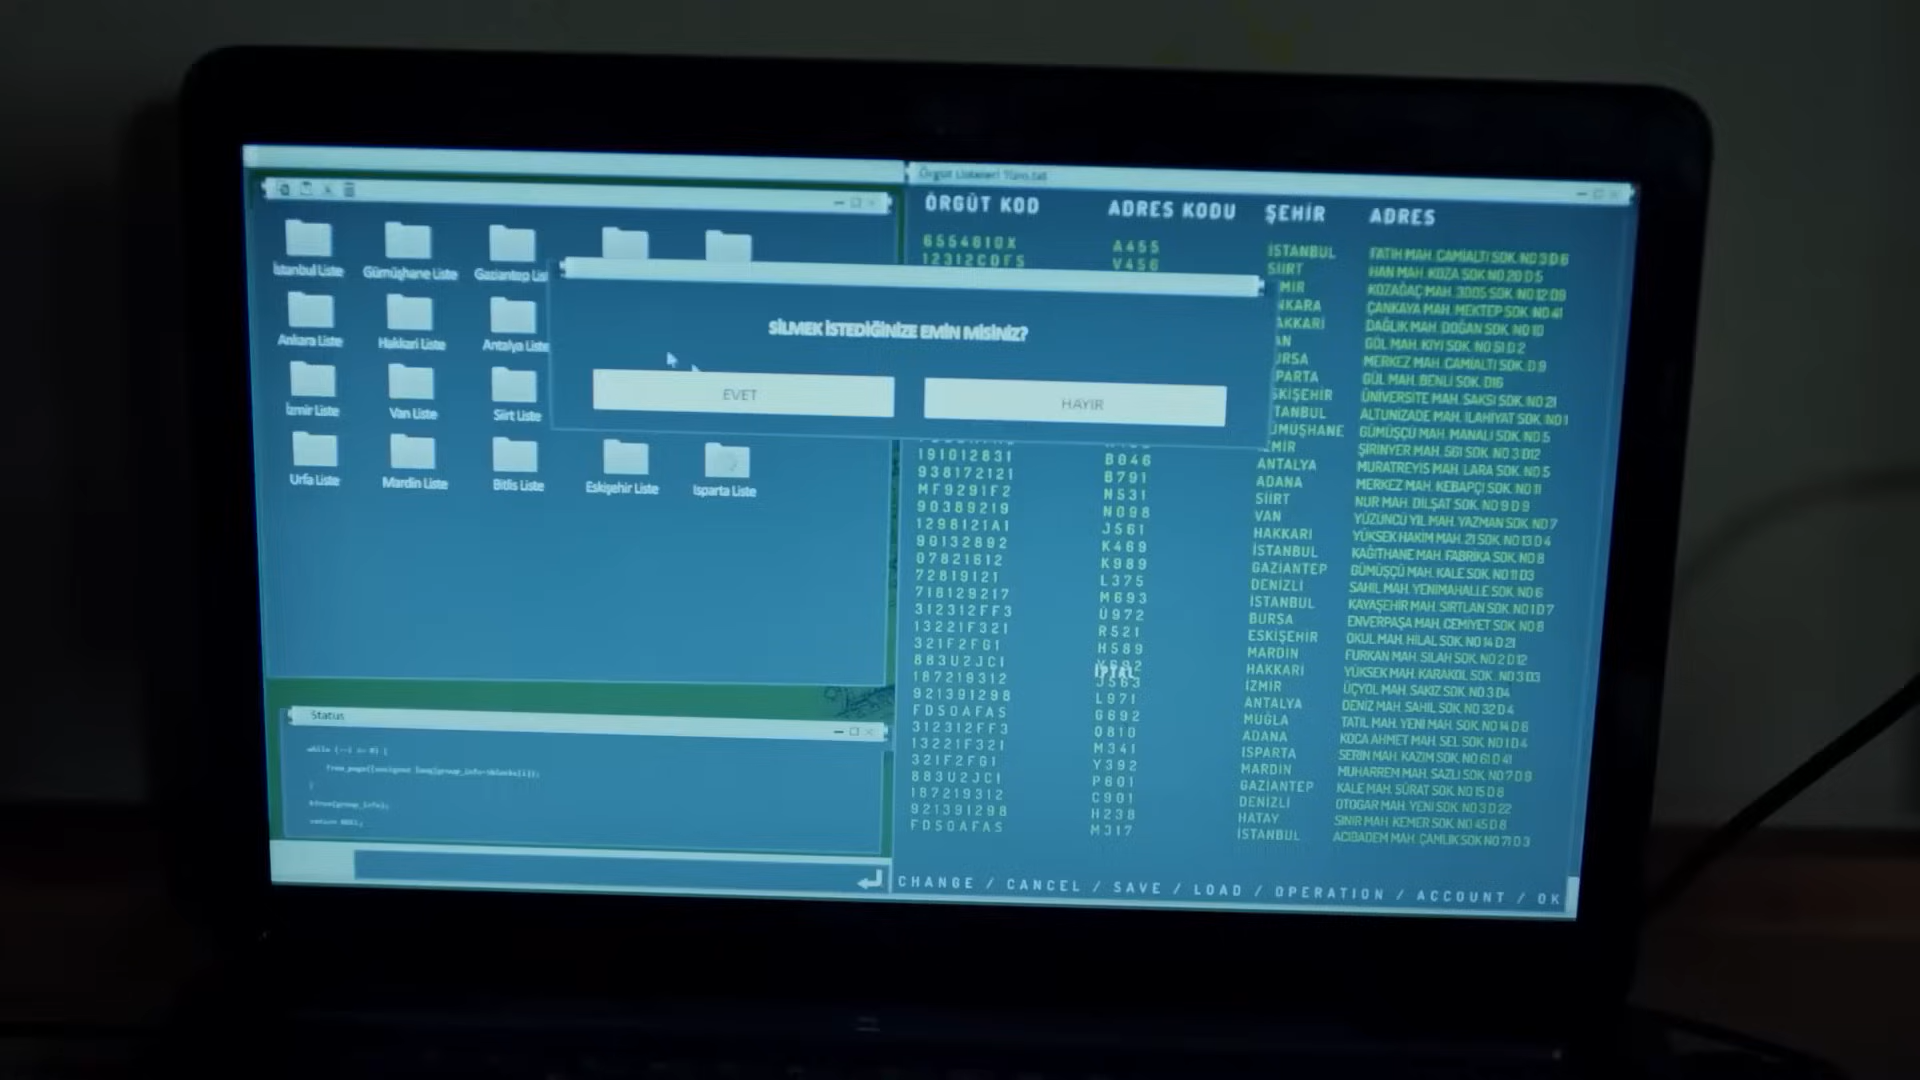 İstanbul Liste
Gümüşhane Liste
Gaziantep
Ankara Liste
Hakkari Liste
Antalya Liste
İzmir Liste
Van Liste
Siirt Liste
Urfa Liste
Mardin Liste
Bitlis Liste
Eskişehir Liste
Isparta Liste
SİLMEK İSTEDİĞİNİZE EMİN MİSİNİZ?
EVET
HAYIR
Status
return NULL;
ÖRGÜT KOD ADRES KODU ŞEHİR ADRES
6554610X A455 İSTANBUL FATİH MAH. CAMİALTI SOK. NO 3 D 6
12312CDFS V456 SİİRT HAN MAH. KOZA SOK NO 20 D 5
KOZAĞAÇ MAH. 3005 SOK. NO 12 D9
ÇANKAYA MAH. MEKTEP SOK. NO 41
DAĞLIK MAH. DOĞAN SOK. NO 10
GÖL MAH. KIYI SOK. NO 51 D 2
MERKEZ MAH. CAMİALTI SOK. D 9
GÜL MAH. BENLİ SOK. D16
ÜNİVERSİTE MAH. SAKSI SOK. NO 21
ALTUNİZADE MAH. İLAHİYAT SOK. NO 1
GÜMÜŞÇÜ MAH. MANALI SOK. NO 5
ŞİRİNYER MAH. 561 SOK. NO 3 D12
191012831 B046 ANTALYA MURATREYİS MAH. LARA SOK. NO 5
938172121 B791 ADANA MERKEZ MAH. KEBAPÇI SOK. NO 11
MF9291F2 N531 SİİRT NUR MAH. DİLŞAT SOK. NO 9 D 9
90389219 N098 VAN YÜZÜNCÜ YIL MAH. YAZMAN SOK. NO 7
1298121A1 J561 HAKKARİ YÜKSEK HAKİM MAH. 21 SOK. NO 13 D 4
90132892 K469 İSTANBUL KAĞITHANE MAH. FABRİKA SOK. NO 8
07821612 K989 GAZİANTEP GÜMÜŞÇÜ MAH. KALE SOK. NO 11 D3
72819121 L375 DENİZLİ SAHİL MAH. YENİMAHALLE SOK. NO 6
718129217 M693 İSTANBUL KAYAŞEHİR MAH. SIRTLAN SOK. NO 1 D 7
312312FF3 U972 BURSA ENVERPAŞA MAH. CEMİYET SOK. NO 8
13221F321 R521 ESKİŞEHİR OKUL MAH. HİLAL SOK. NO 14 D 21
321F2FG1 H589 MARDİN FURKAN MAH. SİLAH SOK. NO 2 D 12
883U2JC1 HAKKARİ YÜKSEK MAH. KARAKOL SOK. NO 3 D3
İPTAL
187219312 J563 İZMİR ÜÇYOL MAH. SAKIZ SOK. NO 3 D4
921391298 L971 ANTALYA DENİZ MAH. SAHİL SOK. NO 32 D 4
FDSOAFAS G692 MUĞLA TATİL MAH. YENİ MAH. SOK. NO 14 D 6
312312FF3 O810 ADANA KOCA AHMET MAH. SEL SOK. NO 1 D 4
13221F321 M341 ISPARTA SERİN MAH. KAZIM SOK. NO 61 D 41
321F2FG1 Y392 MARDİN MUHARREM MAH. SAZLI SOK. NO 7 D 9
883U2JC1 P601 GAZİANTEP KALE MAH. SÜRAT SOK. NO 15 D 8
187219312 C901 DENİZLİ OTOGAR MAH. YENİ SOK. NO 3 D 22
921391298 H238 HATAY SINIR MAH. KEMER SOK. NO 45 D 8
FDSOAFAS M317 İSTANBUL ACIBADEM MAH. ÇAMLIK SOK. NO 71 D 3
CHANGE / CANCEL / SAVE / LOAD / OPERATION / ACCOUNT / OK